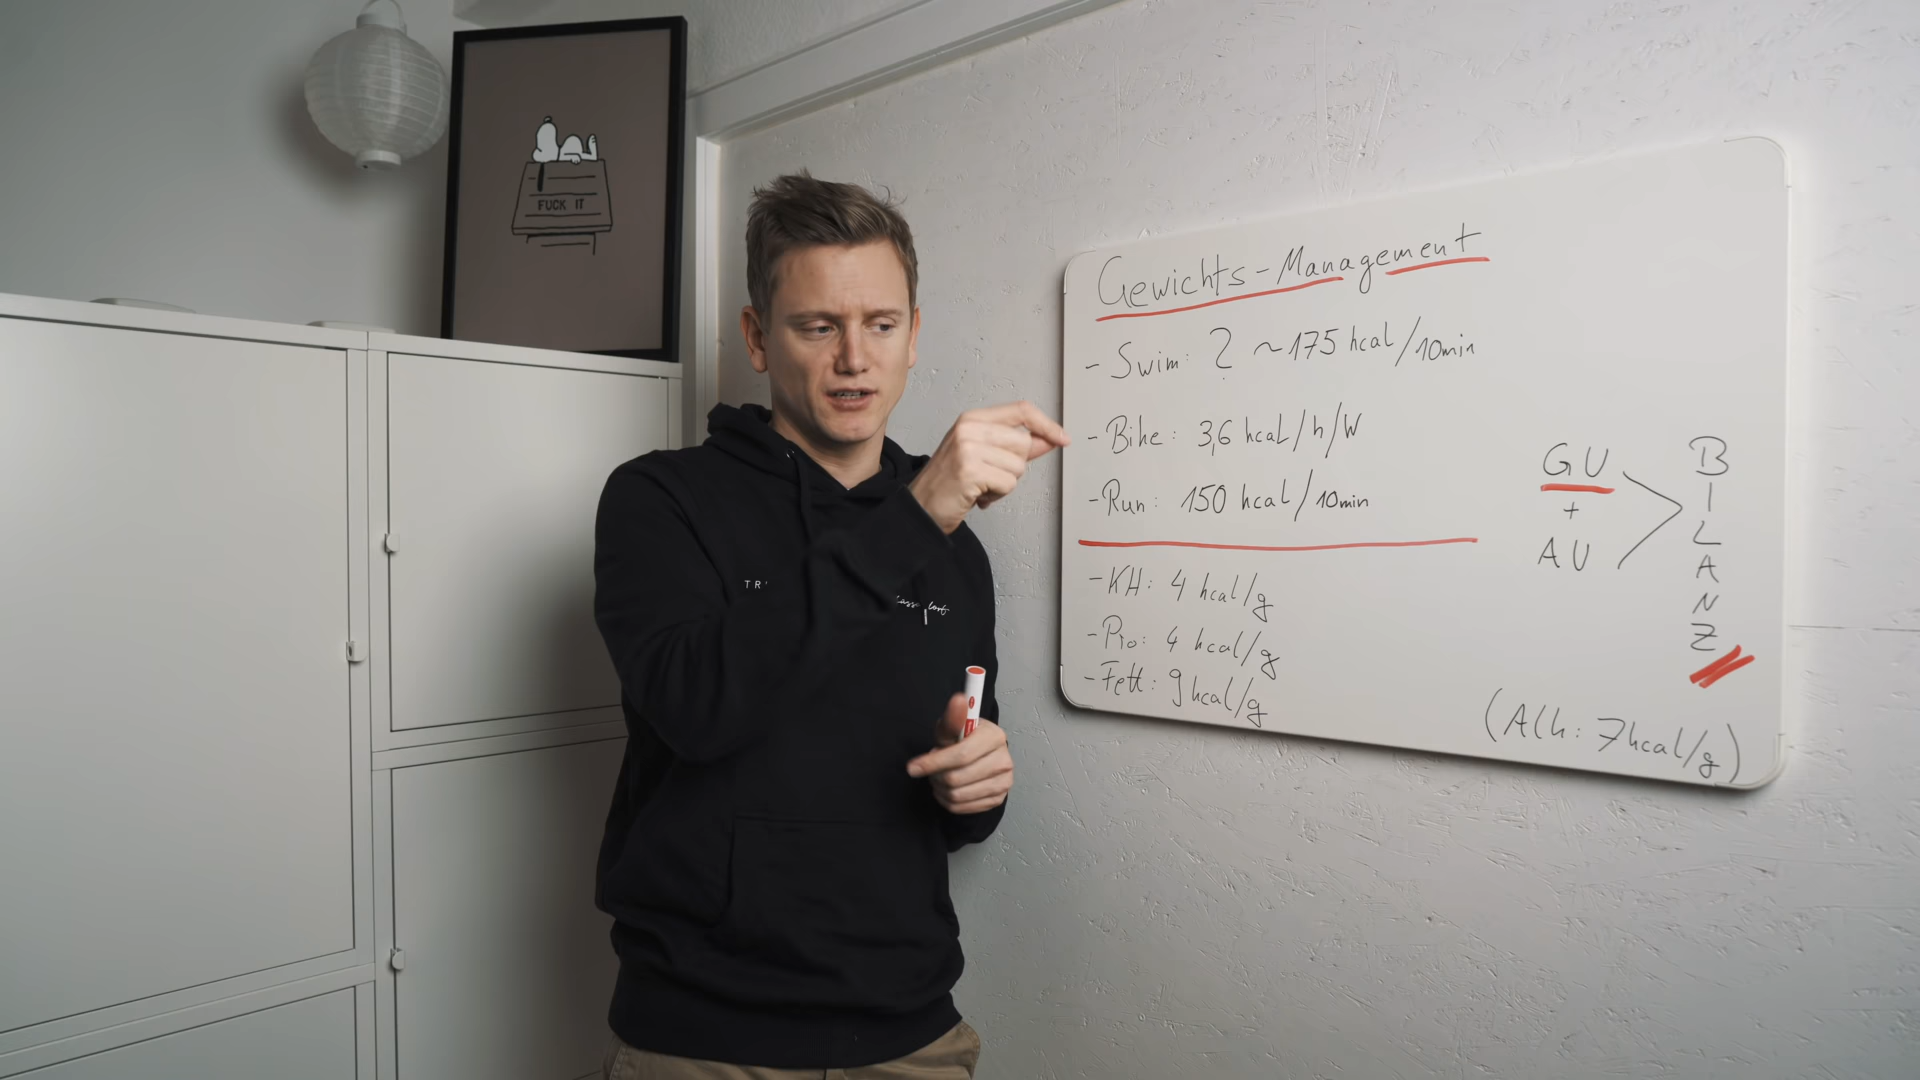 FUCK IT
Gewichts-Management
- Swim: ? ~175 kcal/10min
- Bike: 3,6 kcal/h/W
- Run: 150 kcal/10min
- KH: 4 kcal/g
- Pro: 4 kcal/g
- Fett: 9 kcal/g
GU
+
AU
B
I
L
A
N
Z
(Alk: 7kcal/g)
TR